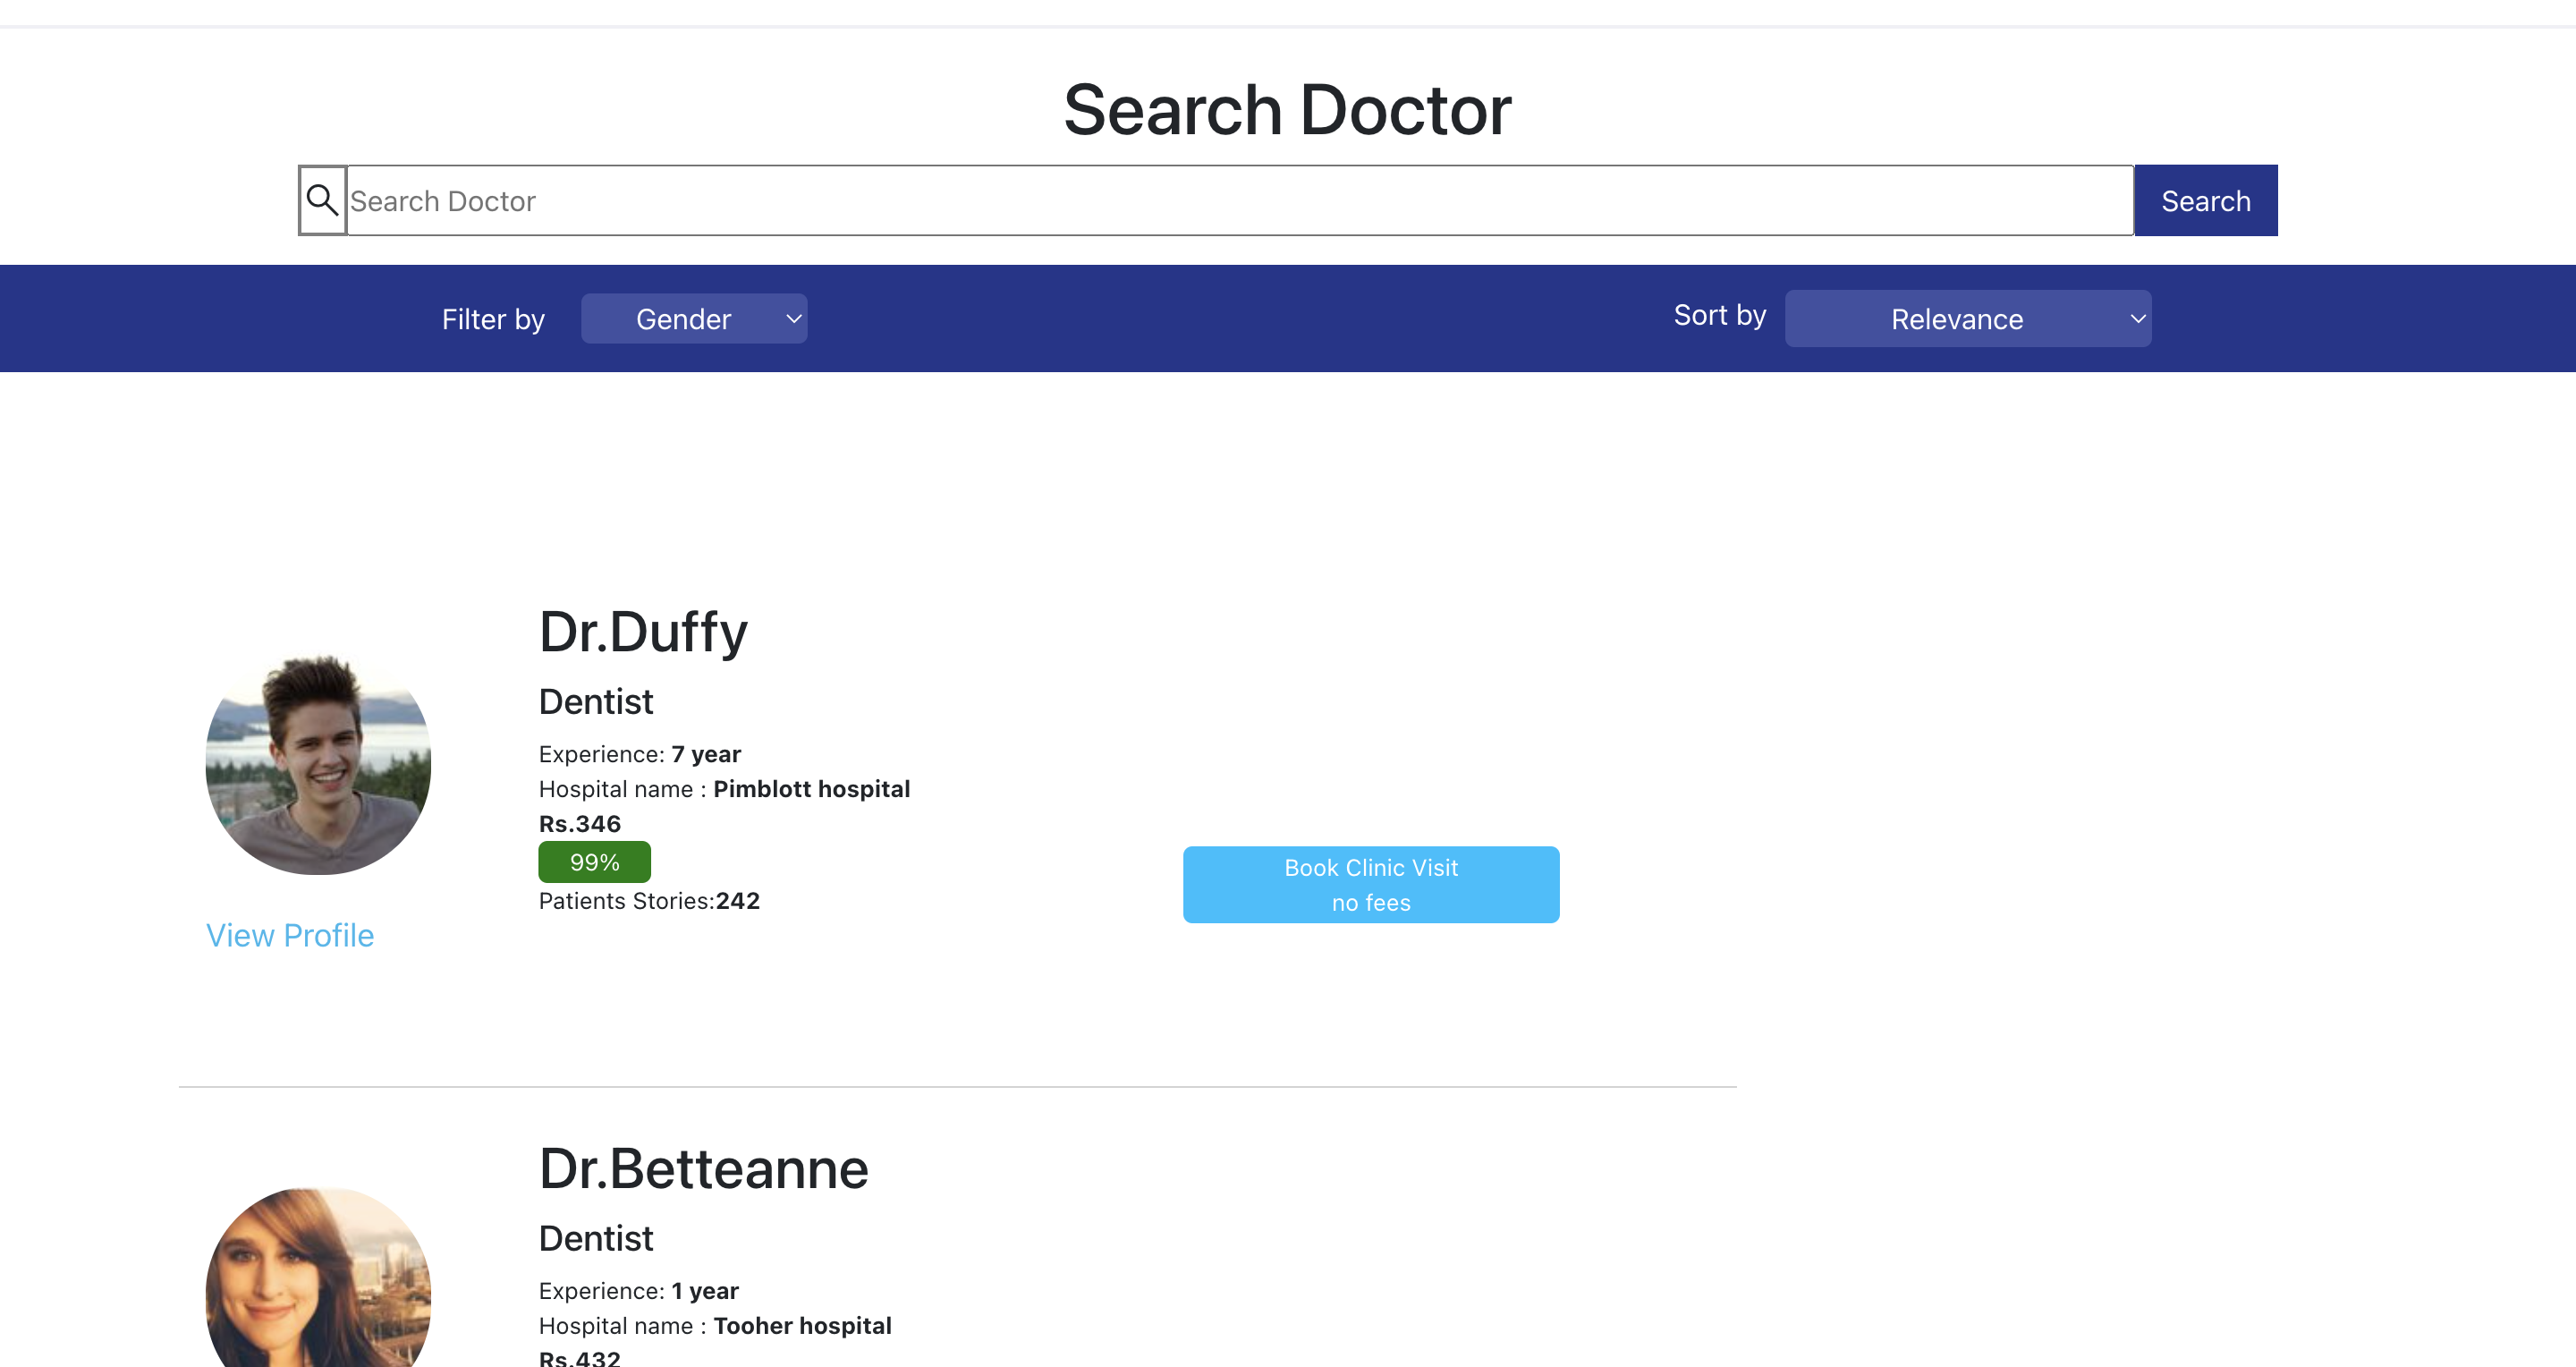 Search Doctor
Search Doctor
Search
Filter by
Gender
Sort by
Relevance
Dr.Duffy
Dentist
Experience: 7 year
Hospital name : Pimblott hospital
Rs.346
99%
Patients Stories:242
View Profile
Book Clinic Visit
no fees
Dr.Betteanne
Dentist
Experience: 1 year
Hospital name : Tooher hospital
Rs.432